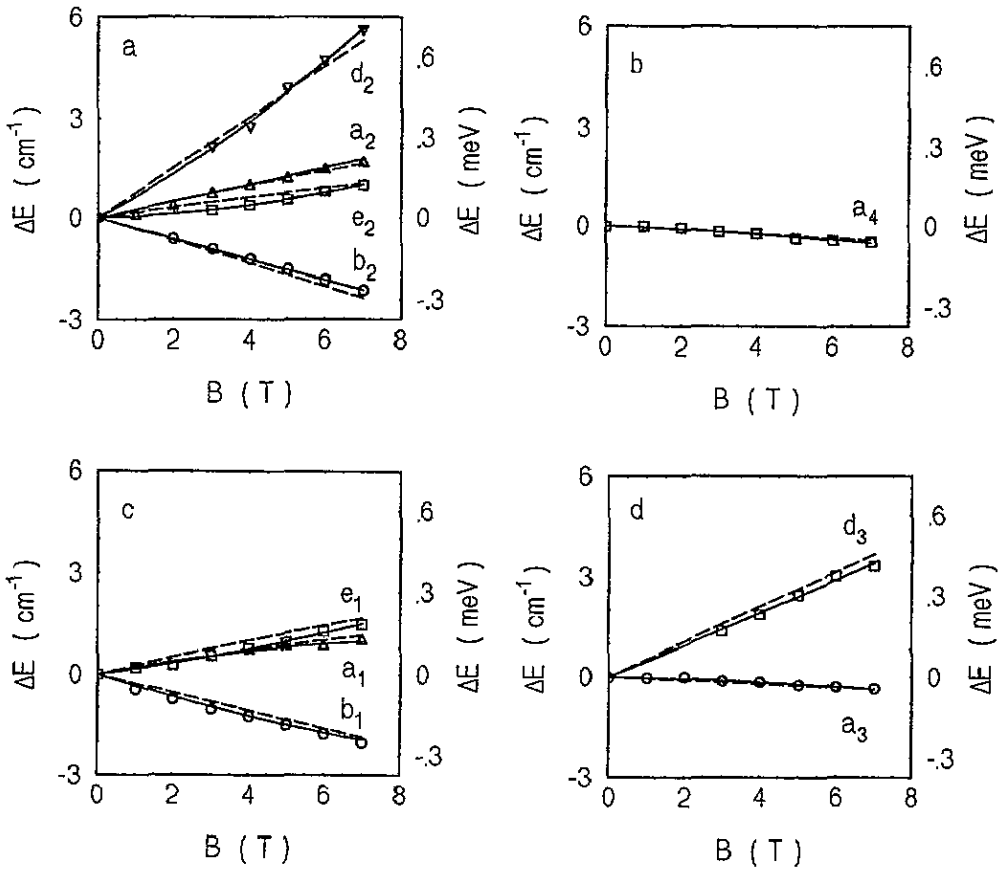 a
6
3
0
-3
ΔE ( cm⁻¹ )
.6
.3
0
-.3
ΔE ( meV )
d₂
a₂
e₂
b₂
0 2 4 6 8
B ( T )
b
6
3
0
-3
ΔE ( cm⁻¹ )
.6
.3
0
-.3
ΔE ( meV )
a₄
0 2 4 6 8
B ( T )
c
6
3
0
-3
ΔE ( cm⁻¹ )
.6
.3
0
-.3
ΔE ( meV )
e₁
a₁
b₁
0 2 4 6 8
B ( T )
d
6
3
0
-3
ΔE ( cm⁻¹ )
.6
.3
0
-.3
ΔE ( meV )
d₃
a₃
0 2 4 6 8
B ( T )